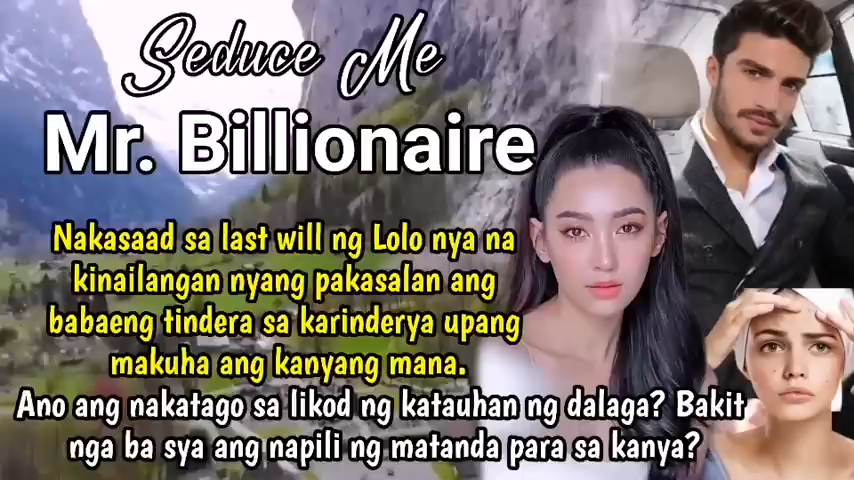 Seduce Me
Mr. Billionaire
Nakasaad sa last will ng Lolo nya na
kinailangan nyang pakasalan ang
babaeng tindera sa karinderya upang
makuha ang kanyang mana.
Ano ang nakatago sa likod ng katauhan ng dalaga? Bakit
nga ba sya ang napili ng matanda para sa kanya?